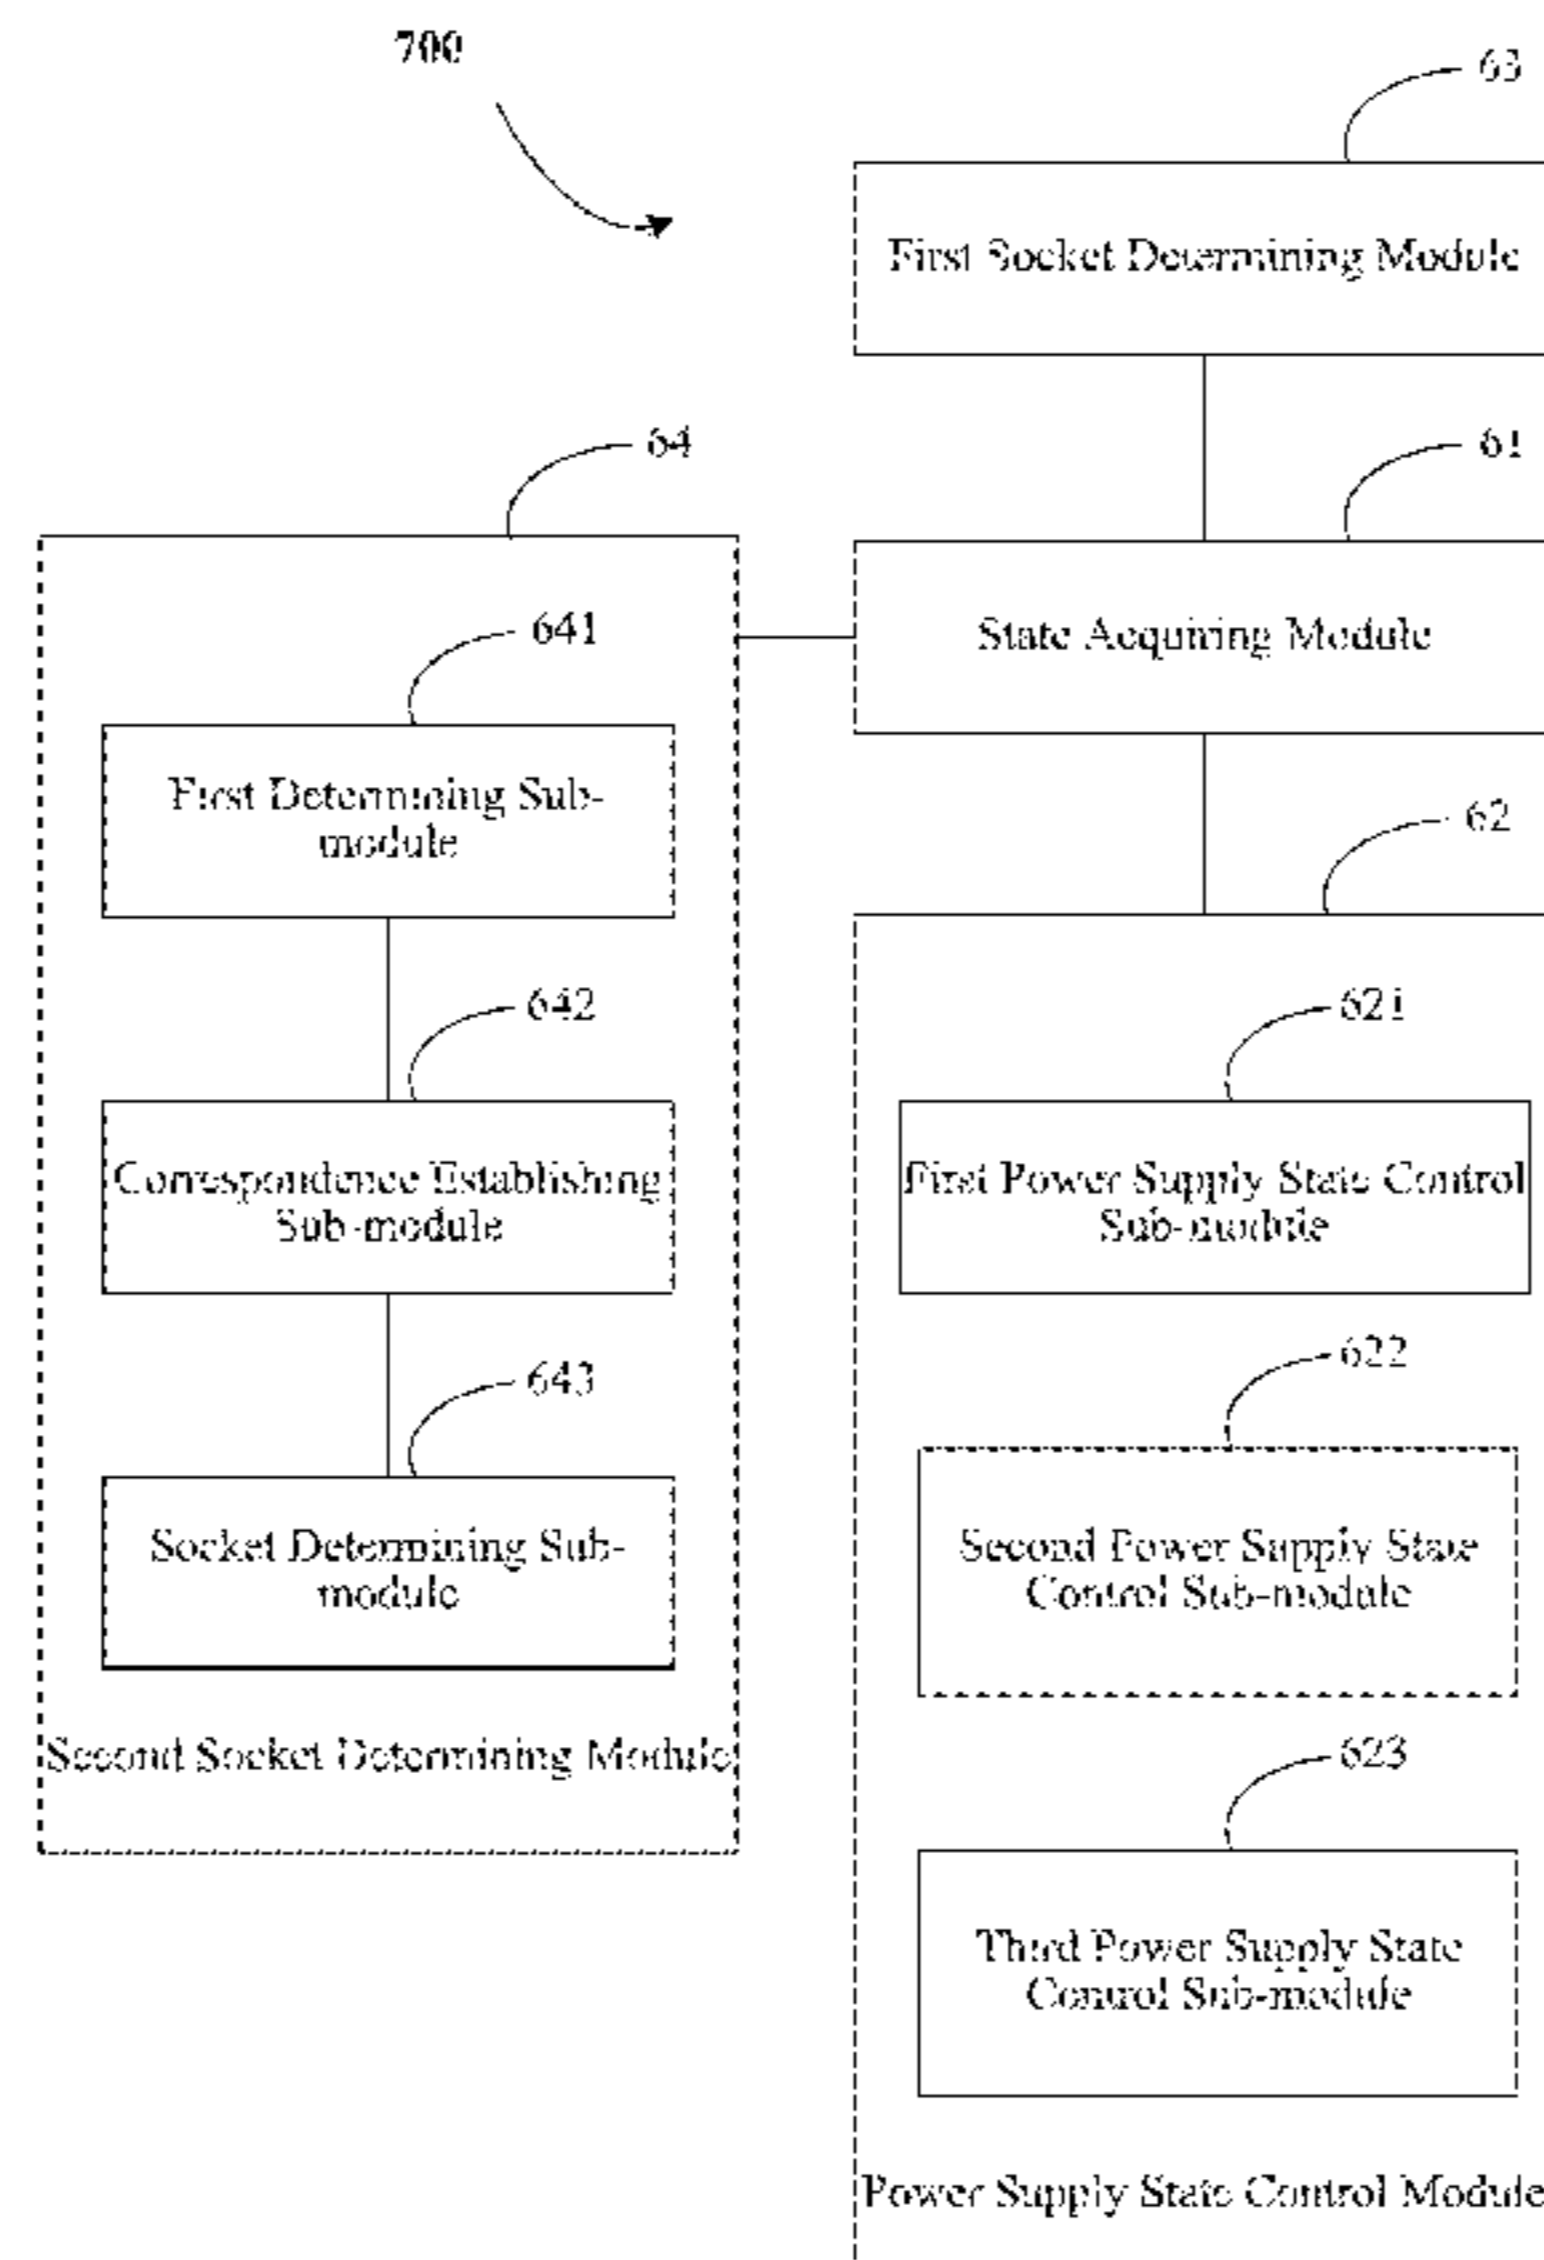 700
63
First Socket Determining Module
64
61
State Acquiring Module
641
First Determining Sub-
module
62
642
Correspondence Establishing
Sub-module
621
First Power Supply State Control
Sub-module
643
Socket Determining Sub-
module
622
Second Power Supply State
Control Sub-module
Second Socket Determining Module
623
Third Power Supply State
Control Sub-module
Power Supply State Control Module